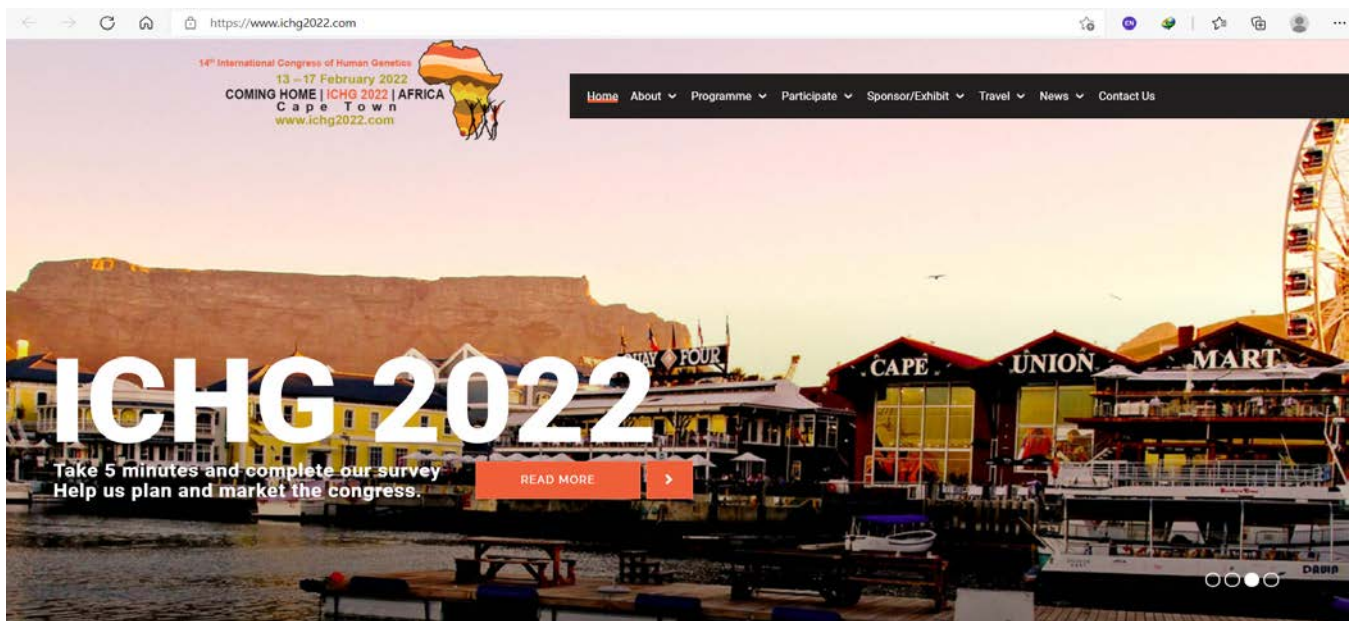 https://www.ichg2022.com
EN
14th International Congress of Human Genetics
13 – 17 February 2022
COMING HOME | ICHG 2022 | AFRICA
Cape Town
www.ichg2022.com
Home About Programme Participate Sponsor/Exhibit Travel News Contact Us
QUAY FOUR
CAPE UNION MART
ICHG 2022
Take 5 minutes and complete our survey
Help us plan and market the congress.
READ MORE